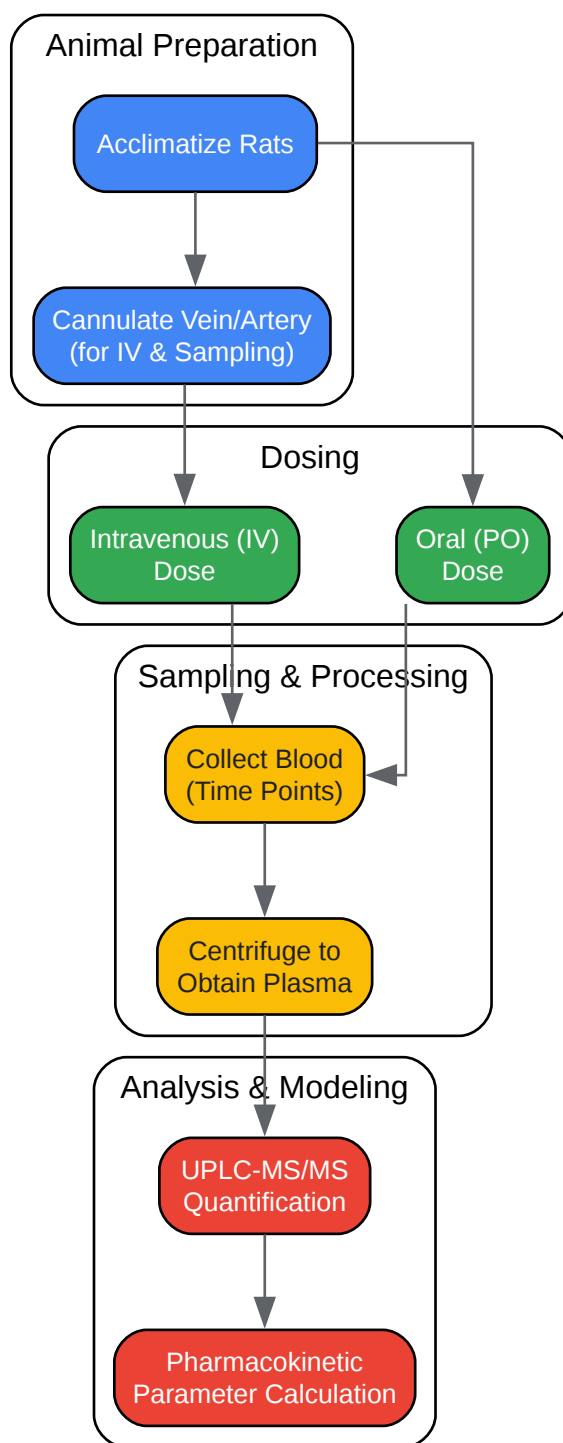 Animal Preparation
Acclimatize Rats
Cannulate Vein/Artery
(for IV & Sampling)
Dosing
Intravenous (IV)
Dose
Oral (PO)
Dose
Sampling & Processing
Collect Blood
(Time Points)
Centrifuge to
Obtain Plasma
Analysis & Modeling
UPLC-MS/MS
Quantification
Pharmacokinetic
Parameter Calculation